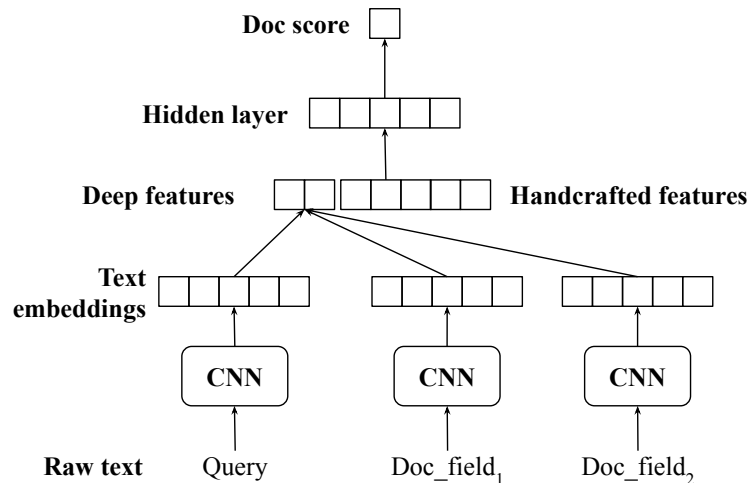 Doc score
Hidden layer
Deep features
Handcrafted features
Text
embeddings
CNN CNN CNN
Raw text Query Doc_field₁ Doc_field₂